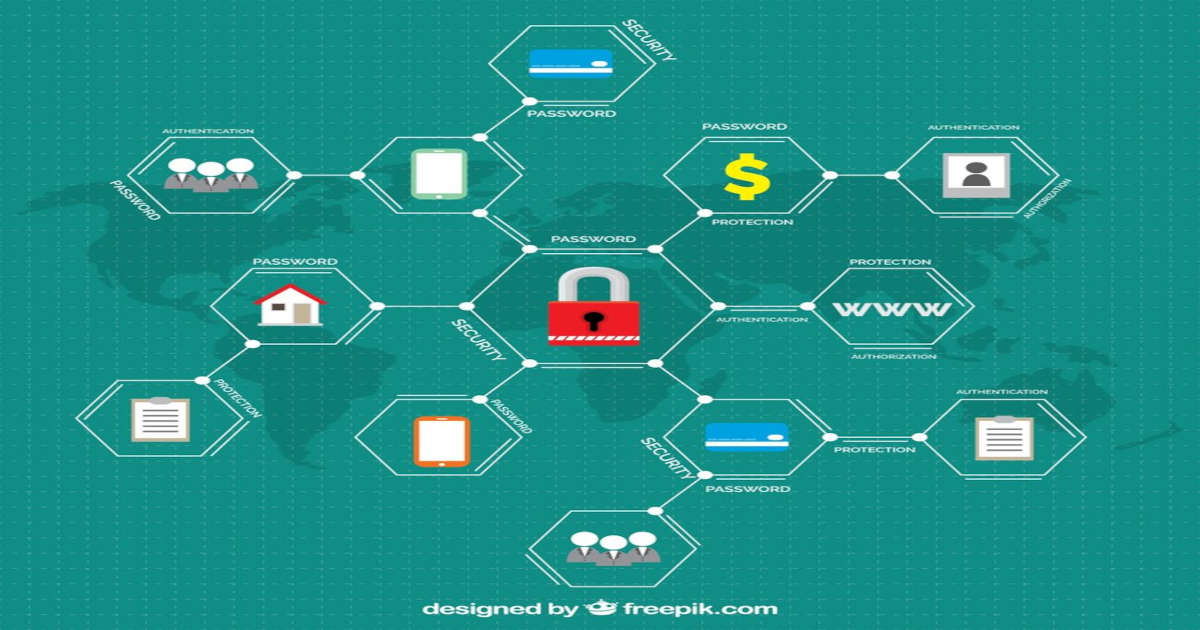 SECURITY
PASSWORD
AUTHENTICATION
PASSWORD
PASSWORD
PROTECTION
AUTHENTICATION
AUTHORIZATION
PASSWORD
PASSWORD
SECURITY
PROTECTION
WWW
AUTHENTICATION
AUTHORIZATION
PROTECTION
PASSWORD
AUTHENTICATION
SECURITY
PROTECTION
PASSWORD
designed by freepik.com